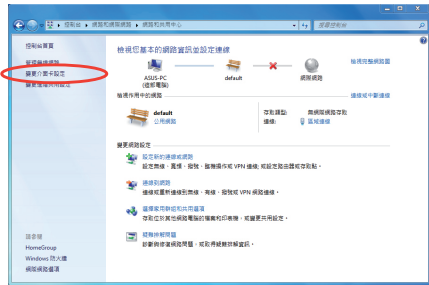 控制台 ▸ 網路和網際網路 ▸ 網路和共用中心
搜尋控制台
控制台首頁
管理無線網路
變更介面卡設定
變更進階共用設定
請參閱
HomeGroup
Windows 防火牆
網際網路選項
檢視您基本的網路資訊並設定連線
檢視完整網路圖
ASUS-PC
(這部電腦)
default
網際網路
檢視作用中的網路
連線或中斷連線
default
公用網路
存取類型: 無網際網路存取
連線: 區域連線
變更網路設定
設定新的連線或網路
設定無線、寬頻、撥號、臨機操作或 VPN 連線; 或設定路由器或存取點。
連線到網路
連線或重新連線到無線、有線、撥號或 VPN 網路連線。
選擇家用群組和共用選項
存取位於其他網路電腦的檔案和印表機，或變更共用設定。
疑難排解問題
診斷與修復網路問題，或取得疑難排解資訊。